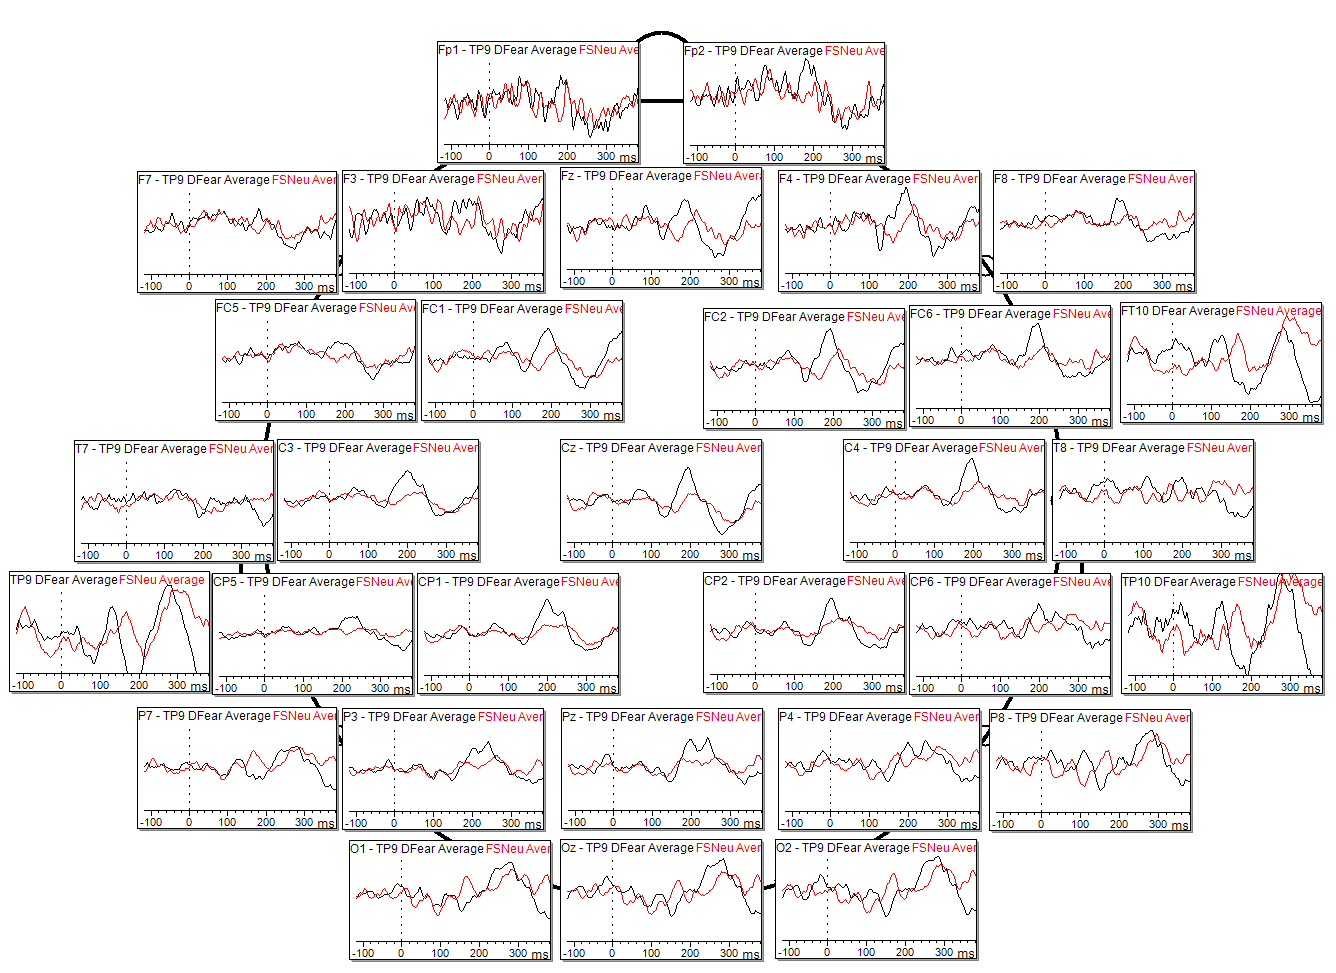 Fp1 - TP9 DFear Average FSNeu Ave
-100 0 100 200 300 ms
Fp2 - TP9 DFear Average FSNeu Ave
-100 0 100 200 300 ms
F7 - TP9 DFear Average FSNeu Aver
-100 0 100 200 300 ms
F3 - TP9 DFear Average FSNeu Aver
-100 0 100 200 300 ms
Fz - TP9 DFear Average FSNeu Aver
-100 0 100 200 300 ms
F4 - TP9 DFear Average FSNeu Aver
-100 0 100 200 300 ms
F8 - TP9 DFear Average FSNeu Aver
-100 0 100 200 300 ms
FC5 - TP9 DFear Average FSNeu Av
-100 0 100 200 300 ms
FC1 - TP9 DFear Average FSNeu Av
-100 0 100 200 300 ms
FC2 - TP9 DFear Average FSNeu Av
-100 0 100 200 300 ms
FC6 - TP9 DFear Average FSNeu Av
-100 0 100 200 300 ms
FT10 DFear Average FSNeu Average
-100 0 100 200 300 ms
T7 - TP9 DFear Average FSNeu Aver
-100 0 100 200 300 ms
C3 - TP9 DFear Average FSNeu Aver
-100 0 100 200 300 ms
Cz - TP9 DFear Average FSNeu Aver
-100 0 100 200 300 ms
C4 - TP9 DFear Average FSNeu Aver
-100 0 100 200 300 ms
T8 - TP9 DFear Average FSNeu Aver
-100 0 100 200 300 ms
TP9 DFear Average FSNeu Average
-100 0 100 200 300 ms
CP5 - TP9 DFear Average FSNeu Av
-100 0 100 200 300 ms
CP1 - TP9 DFear Average FSNeu Av
-100 0 100 200 300 ms
CP2 - TP9 DFear Average FSNeu Av
-100 0 100 200 300 ms
CP6 - TP9 DFear Average FSNeu Av
-100 0 100 200 300 ms
TP10 DFear Average FSNeu Average
-100 0 100 200 300 ms
P7 - TP9 DFear Average FSNeu Aver
-100 0 100 200 300 ms
P3 - TP9 DFear Average FSNeu Aver
-100 0 100 200 300 ms
Pz - TP9 DFear Average FSNeu Aver
-100 0 100 200 300 ms
P4 - TP9 DFear Average FSNeu Aver
-100 0 100 200 300 ms
P8 - TP9 DFear Average FSNeu Aver
-100 0 100 200 300 ms
O1 - TP9 DFear Average FSNeu Aver
-100 0 100 200 300 ms
Oz - TP9 DFear Average FSNeu Aver
-100 0 100 200 300 ms
O2 - TP9 DFear Average FSNeu Aver
-100 0 100 200 300 ms